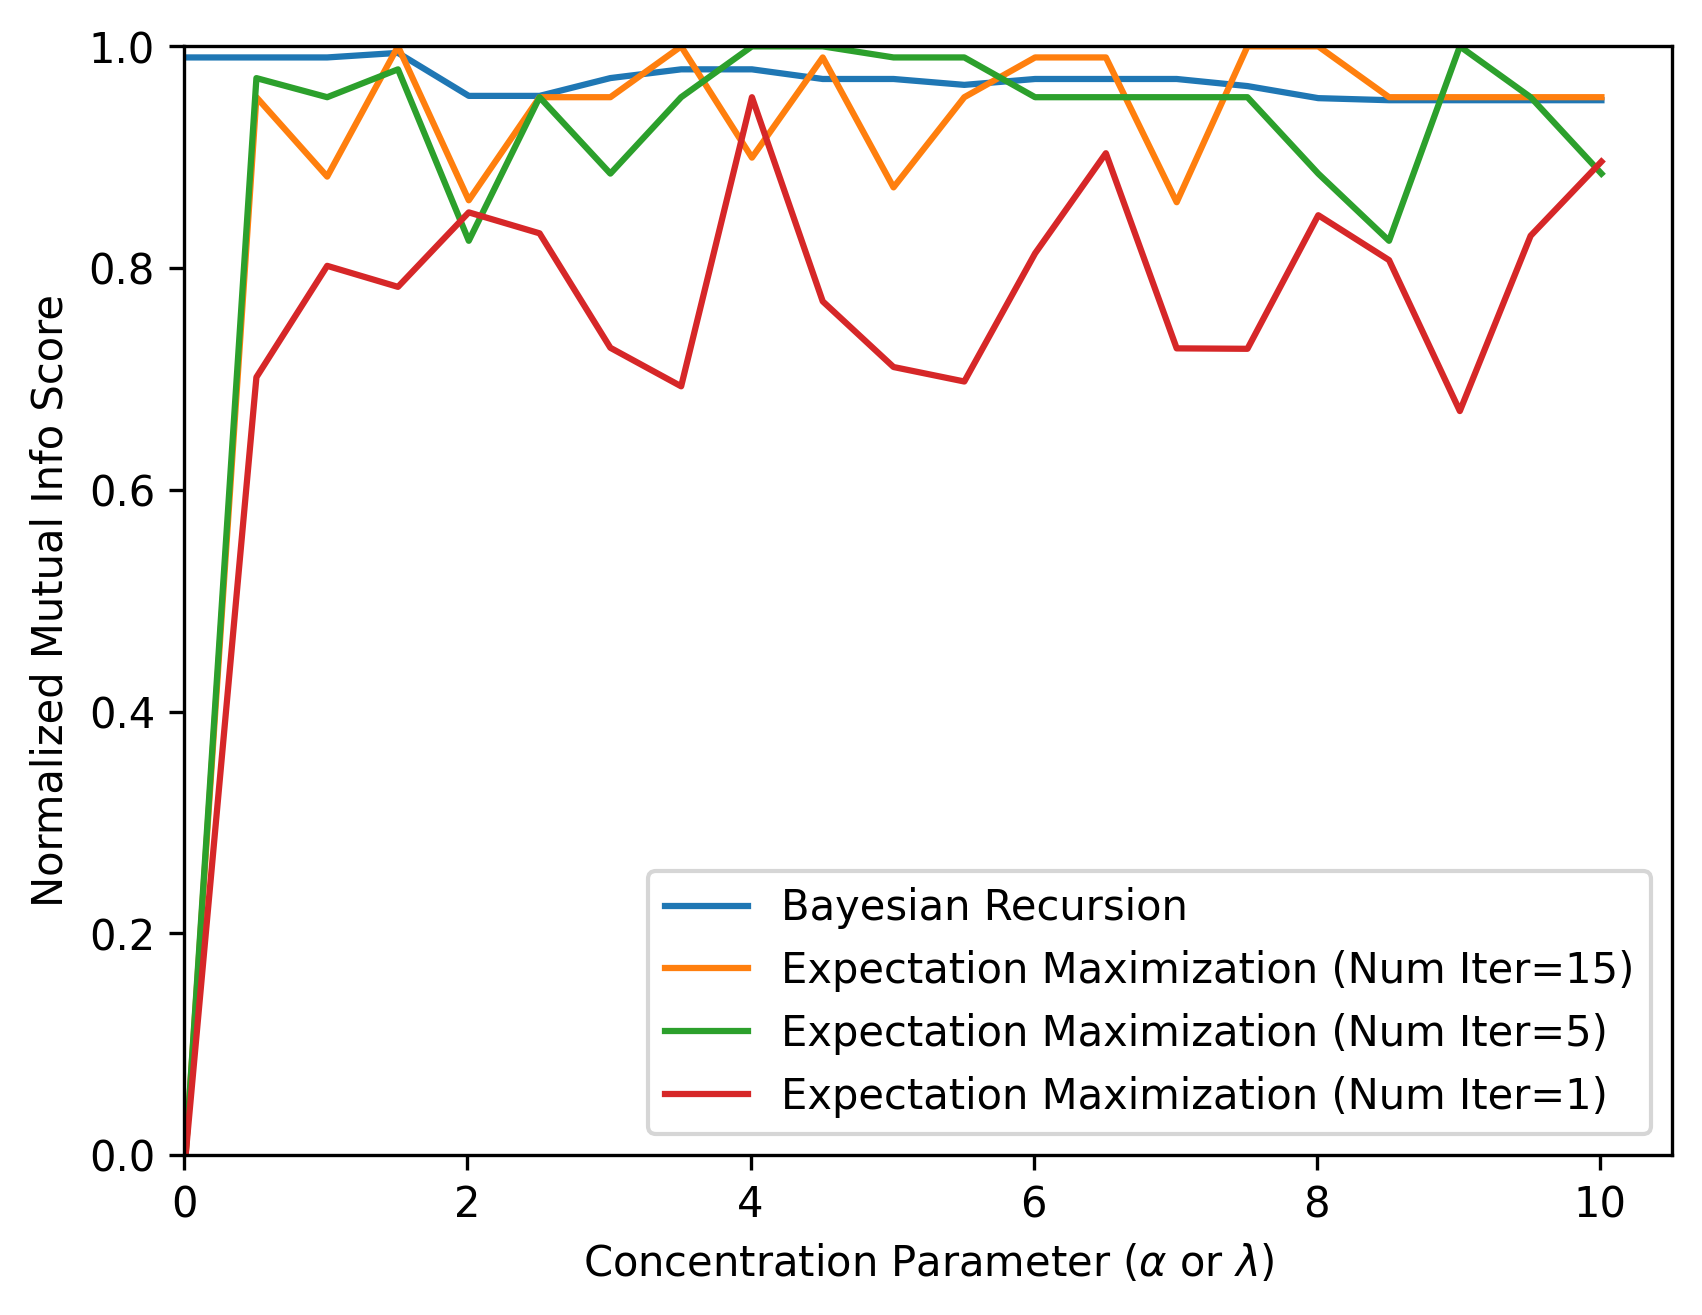 1.0
0.8
0.6
0.4
0.2
0.0
Normalized Mutual Info Score
Bayesian Recursion
Expectation Maximization (Num Iter=15)
Expectation Maximization (Num Iter=5)
Expectation Maximization (Num Iter=1)
0 2 4 6 8 10
Concentration Parameter (α or λ)